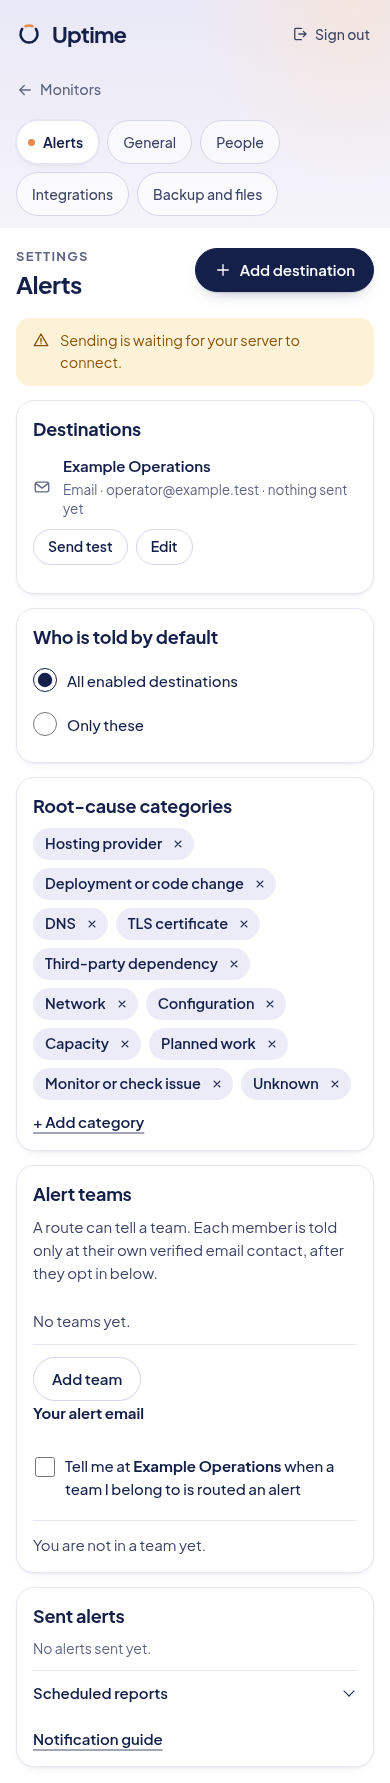 Uptime
Sign out
Monitors
Alerts
General
People
Integrations
Backup and files
SETTINGS
Alerts
Add destination
Sending is waiting for your server to
connect.
Destinations
Example Operations
Email · operator@example.test · nothing sent
yet
Send test
Edit
Who is told by default
All enabled destinations
Only these
Root-cause categories
Hosting provider ×
Deployment or code change ×
DNS × TLS certificate ×
Third-party dependency ×
Network × Configuration ×
Capacity × Planned work ×
Monitor or check issue × Unknown ×
+ Add category
Alert teams
A route can tell a team. Each member is told
only at their own verified email contact, after
they opt in below.
No teams yet.
Add team
Your alert email
Tell me at Example Operations when a
team I belong to is routed an alert
You are not in a team yet.
Sent alerts
No alerts sent yet.
Scheduled reports
Notification guide